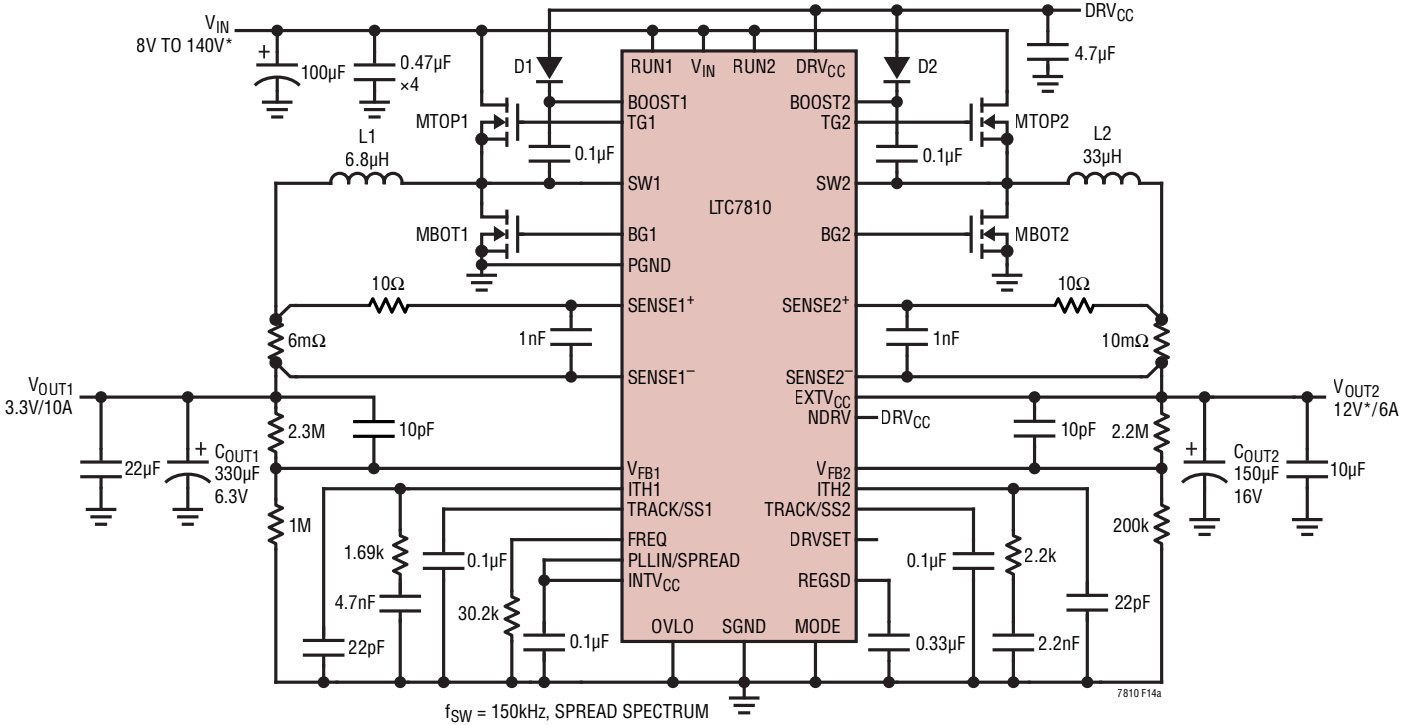 DRVCC
VIN
8V TO 140V*
100µF
0.47µF
×4
D1
RUN1
VIN
RUN2
DRVCC
D2
4.7µF
BOOST1
BOOST2
MTOP1
TG1
TG2
MTOP2
L1
6.8µH
0.1µF
0.1µF
L2
33µH
SW1
SW2
LTC7810
MBOT1
BG1
BG2
MBOT2
PGND
10Ω
SENSE1+
SENSE2+
10Ω
6mΩ
1nF
1nF
10mΩ
SENSE1−
SENSE2−
VOUT1
3.3V/10A
EXTVCC
VOUT2
12V*/6A
NDRV
DRVCC
2.3M
10pF
10pF
2.2M
22µF
COUT1
330µF
6.3V
VFB1
VFB2
COUT2
150µF
16V
10µF
ITH1
ITH2
TRACK/SS1
TRACK/SS2
1M
200k
FREQ
DRVSET
1.69k
0.1µF
PLLIN/SPREAD
0.1µF
2.2k
INTVCC
REGSD
4.7nF
30.2k
22pF
22pF
0.1µF
OVLO
SGND
MODE
0.33µF
2.2nF
7810 F14a
fSW = 150kHz, SPREAD SPECTRUM